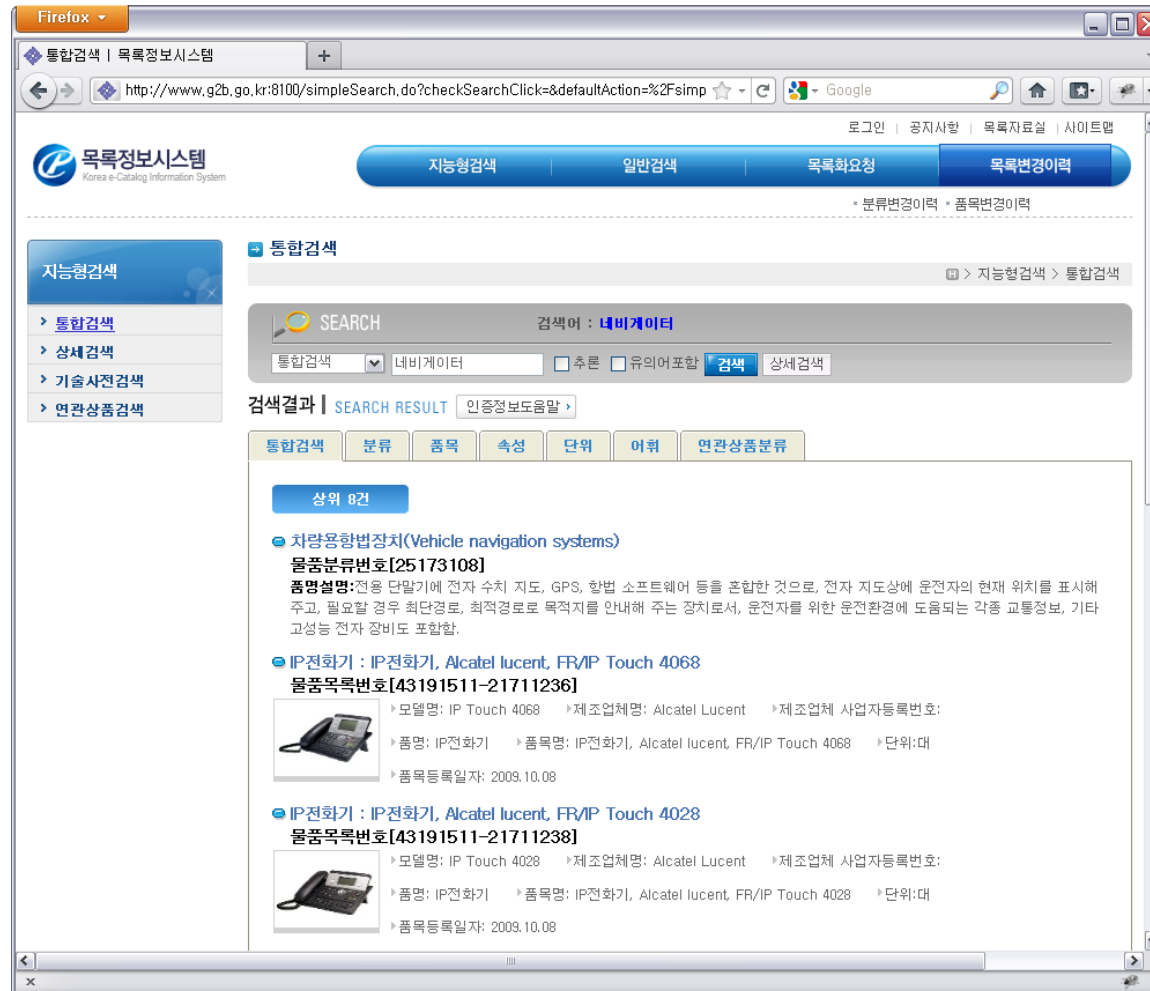 Firefox
통합검색 | 목록정보시스템
http://www.g2b.go.kr:8100/simpleSearch.do?checkSearchClick=&defaultAction=%2Fsimp
Google
로그인 | 공지사항 | 목록자료실 | 사이트맵
목록정보시스템
Korea e-Catalog Information System
지능형검색 | 일반검색 | 목록화요청 | 목록변경이력
분류변경이력 품목변경이력
지능형검색
통합검색
상세검색
기술사전검색
연관상품검색
통합검색
H > 지능형검색 > 통합검색
SEARCH 검색어 : 네비게이터
통합검색 네비게이터 추론 유의어포함 검색 상세검색
검색결과 | SEARCH RESULT 인증정보도움말
통합검색 분류 품목 속성 단위 어휘 연관상품분류
상위 8건
차량용항법장치(Vehicle navigation systems)
물품분류번호[25173108]
품명설명:전용 단말기에 전자 수치 지도, GPS, 항법 소프트웨어 등을 혼합한 것으로, 전자 지도상에 운전자의 현재 위치를 표시해
주고, 필요할 경우 최단경로, 최적경로로 목적지를 안내해 주는 장치로서, 운전자를 위한 운전환경에 도움되는 각종 교통정보, 기타
고성능 전자 장비도 포함함.
IP전화기 : IP전화기, Alcatel lucent, FR/IP Touch 4068
물품목록번호[43191511-21711236]
모델명: IP Touch 4068 제조업체명: Alcatel Lucent 제조업체 사업자등록번호:
품명: IP전화기 품목명: IP전화기, Alcatel lucent, FR/IP Touch 4068 단위:대
품목등록일자: 2009.10.08
IP전화기 : IP전화기, Alcatel lucent, FR/IP Touch 4028
물품목록번호[43191511-21711238]
모델명: IP Touch 4028 제조업체명: Alcatel Lucent 제조업체 사업자등록번호:
품명: IP전화기 품목명: IP전화기, Alcatel lucent, FR/IP Touch 4028 단위:대
품목등록일자: 2009.10.08